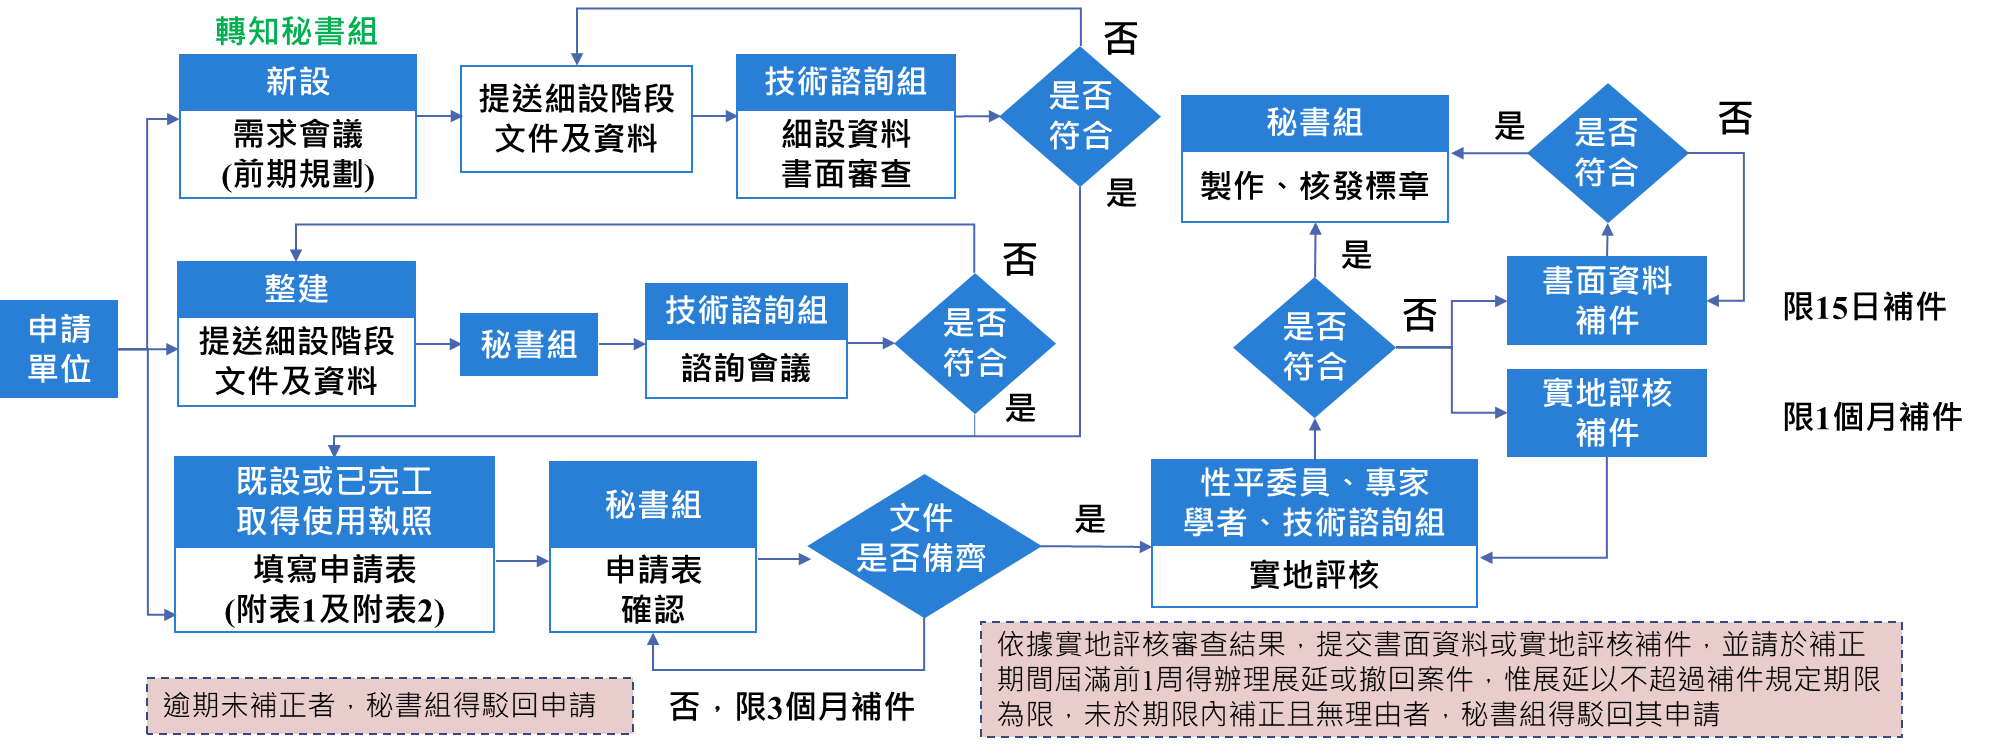 轉知秘書組
新設
需求會議
(前期規劃)
提送細設階段
文件及資料
技術諮詢組
細設資料
書面審查
是否
符合
否
是
申請
單位
整建
提送細設階段
文件及資料
秘書組
技術諮詢組
諮詢會議
是否
符合
否
是
既設或已完工
取得使用執照
填寫申請表
(附表1及附表2)
秘書組
申請表
確認
文件
是否備齊
是
否，限3個月補件
逾期未補正者，秘書組得駁回申請
性平委員、專家
學者、技術諮詢組
實地評核
是否
符合
是
否
秘書組
製作、核發標章
是
是否
符合
否
書面資料
補件
限15日補件
實地評核
補件
限1個月補件
依據實地評核審查結果，提交書面資料或實地評核補件，並請於補正
期間屆滿前1周得辦理展延或撤回案件，惟展延以不超過補件規定期限
為限，未於期限內補正且無理由者，秘書組得駁回其申請